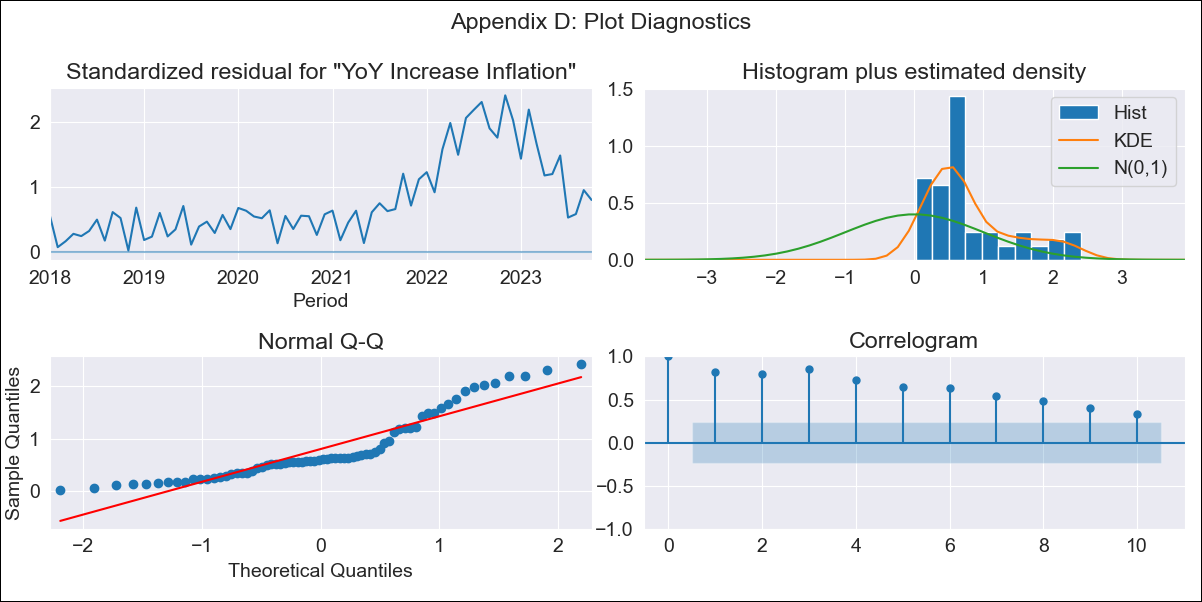 Appendix D: Plot Diagnostics
Standardized residual for "YoY Increase Inflation"
2
1
0
2018 2019 2020 2021 2022 2023
Period
Histogram plus estimated density
1.5
1.0
0.5
0.0
Hist
KDE
N(0,1)
−3 −2 −1 0 1 2 3
Normal Q-Q
Sample Quantiles
2
1
0
−2 −1 0 1 2
Theoretical Quantiles
Correlogram
1.0
0.5
0.0
−0.5
−1.0
0 2 4 6 8 10